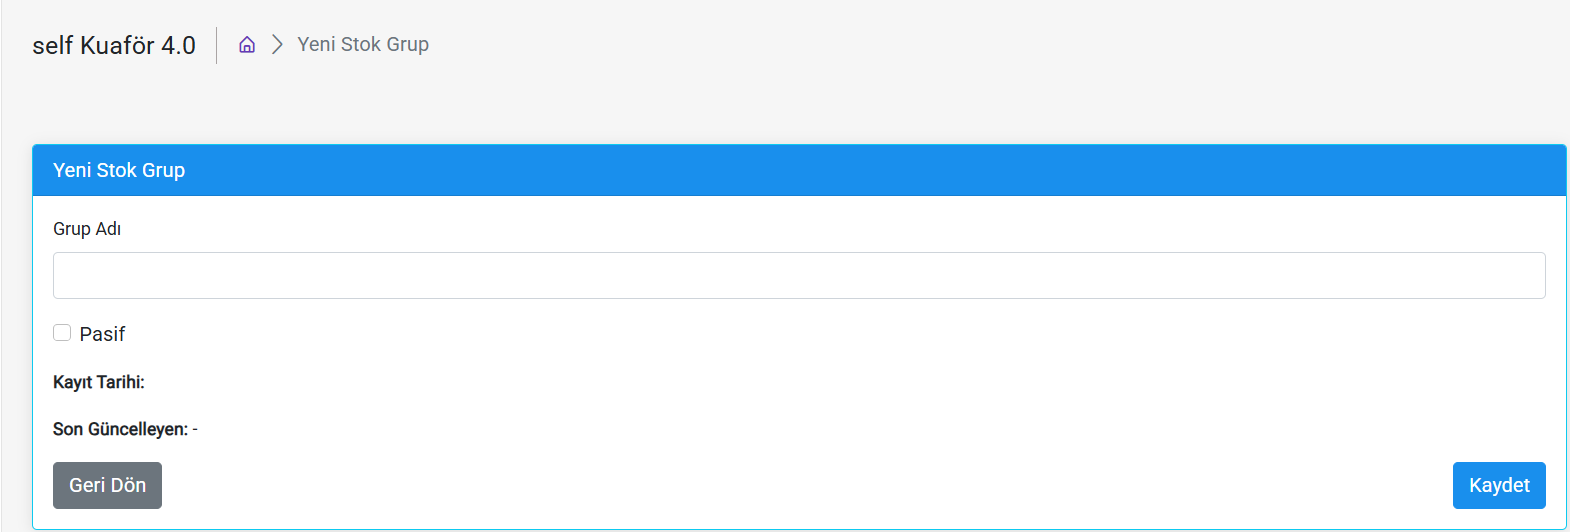 self Kuaför 4.0
Yeni Stok Grup
Yeni Stok Grup
Grup Adı
Pasif
Kayıt Tarihi:
Son Güncelleyen: -
Geri Dön
Kaydet